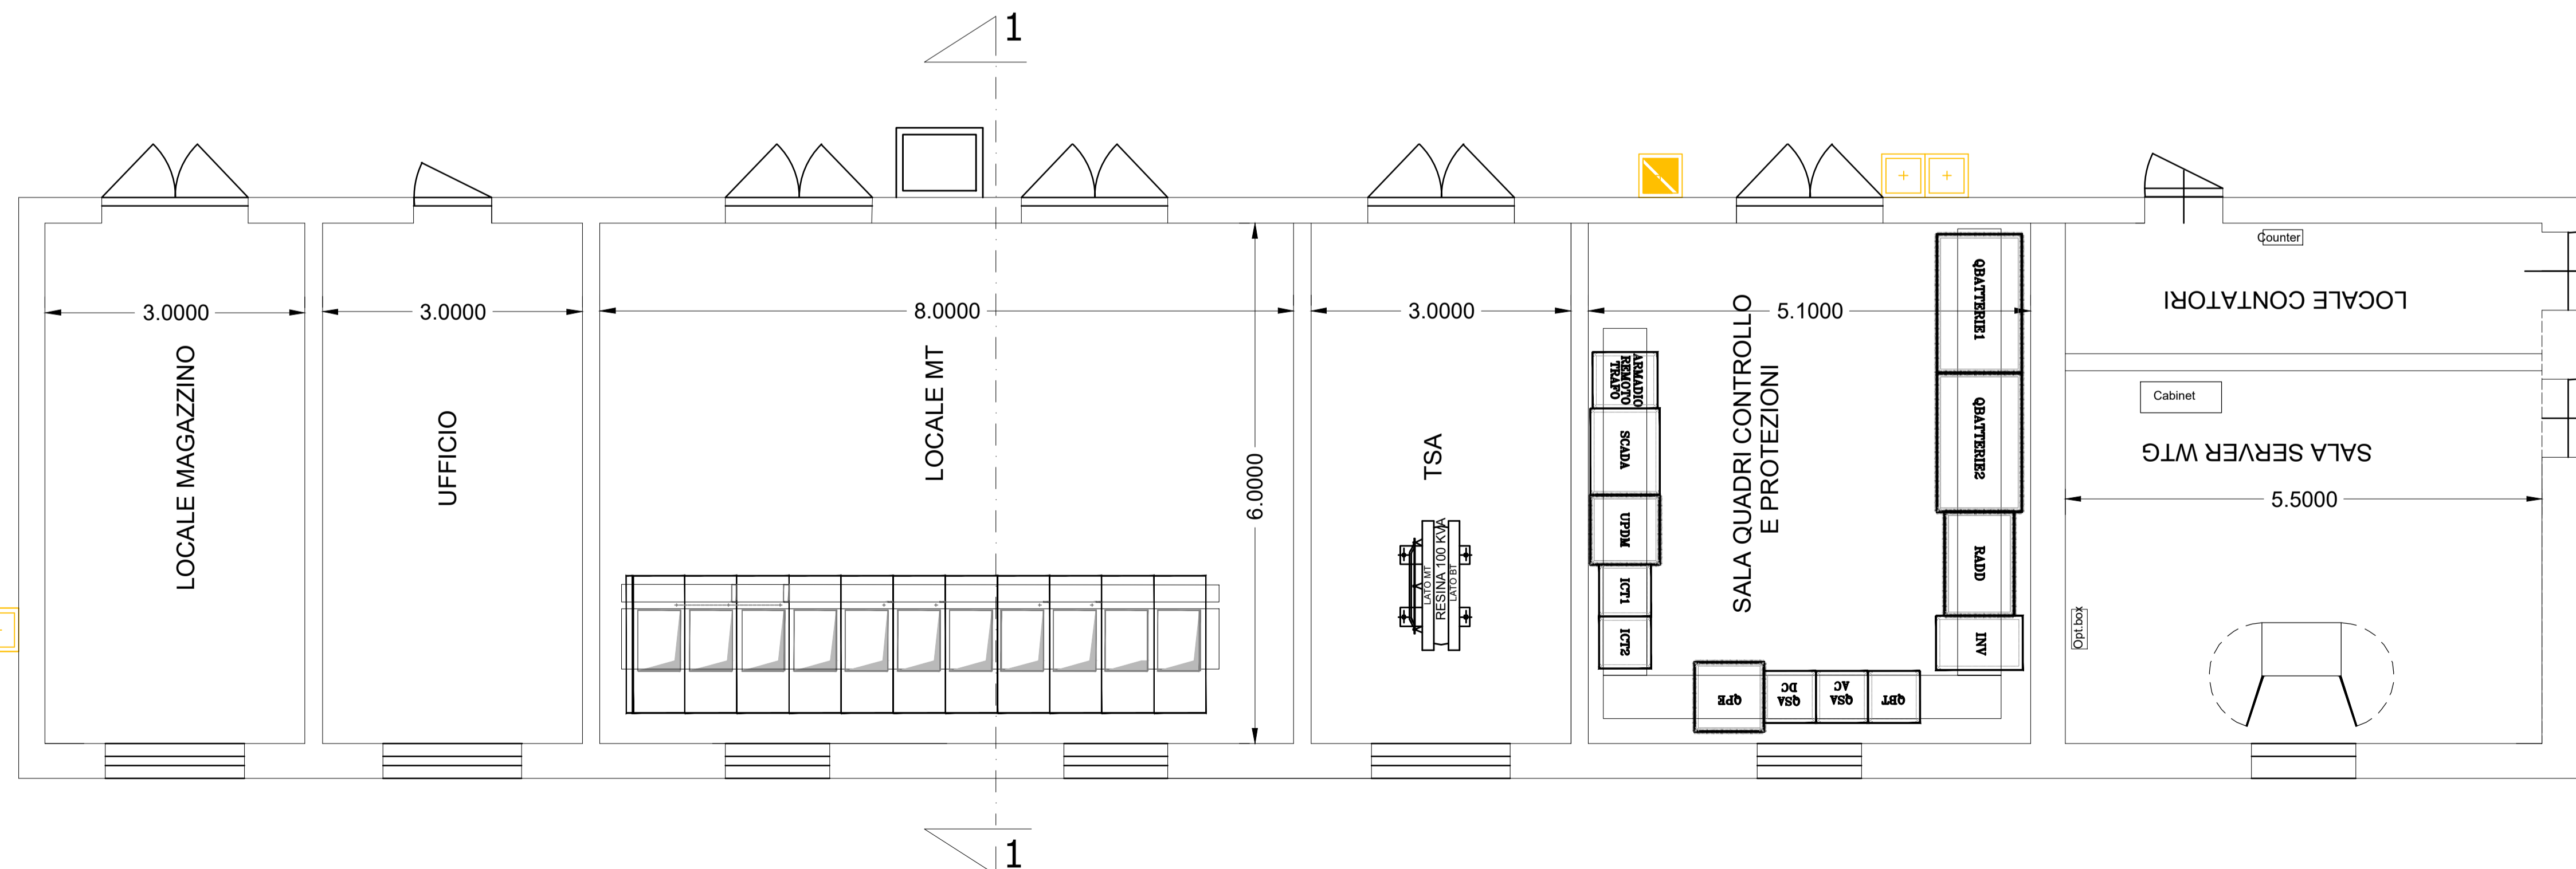 1
3.0000
LOCALE MAGAZZINO
3.0000
UFFICIO
8.0000
LOCALE MT
6.0000
3.0000
TSA
LATO MT
RESINA 100 KVA
LATO BT
5.1000
SALA QUADRI CONTROLLO
E PROTEZIONI
ARMADIO
REMOTO
TRAFO
SCADA
UPDM
ICT1
ICT2
QPE
QSA
DC
QSA
AC
QBT
QBATTERIE1
QBATTERIE2
RADD
INV
Counter
LOCALE CONTATORI
Cabinet
SALA SERVER WTG
5.5000
Opt.box
1